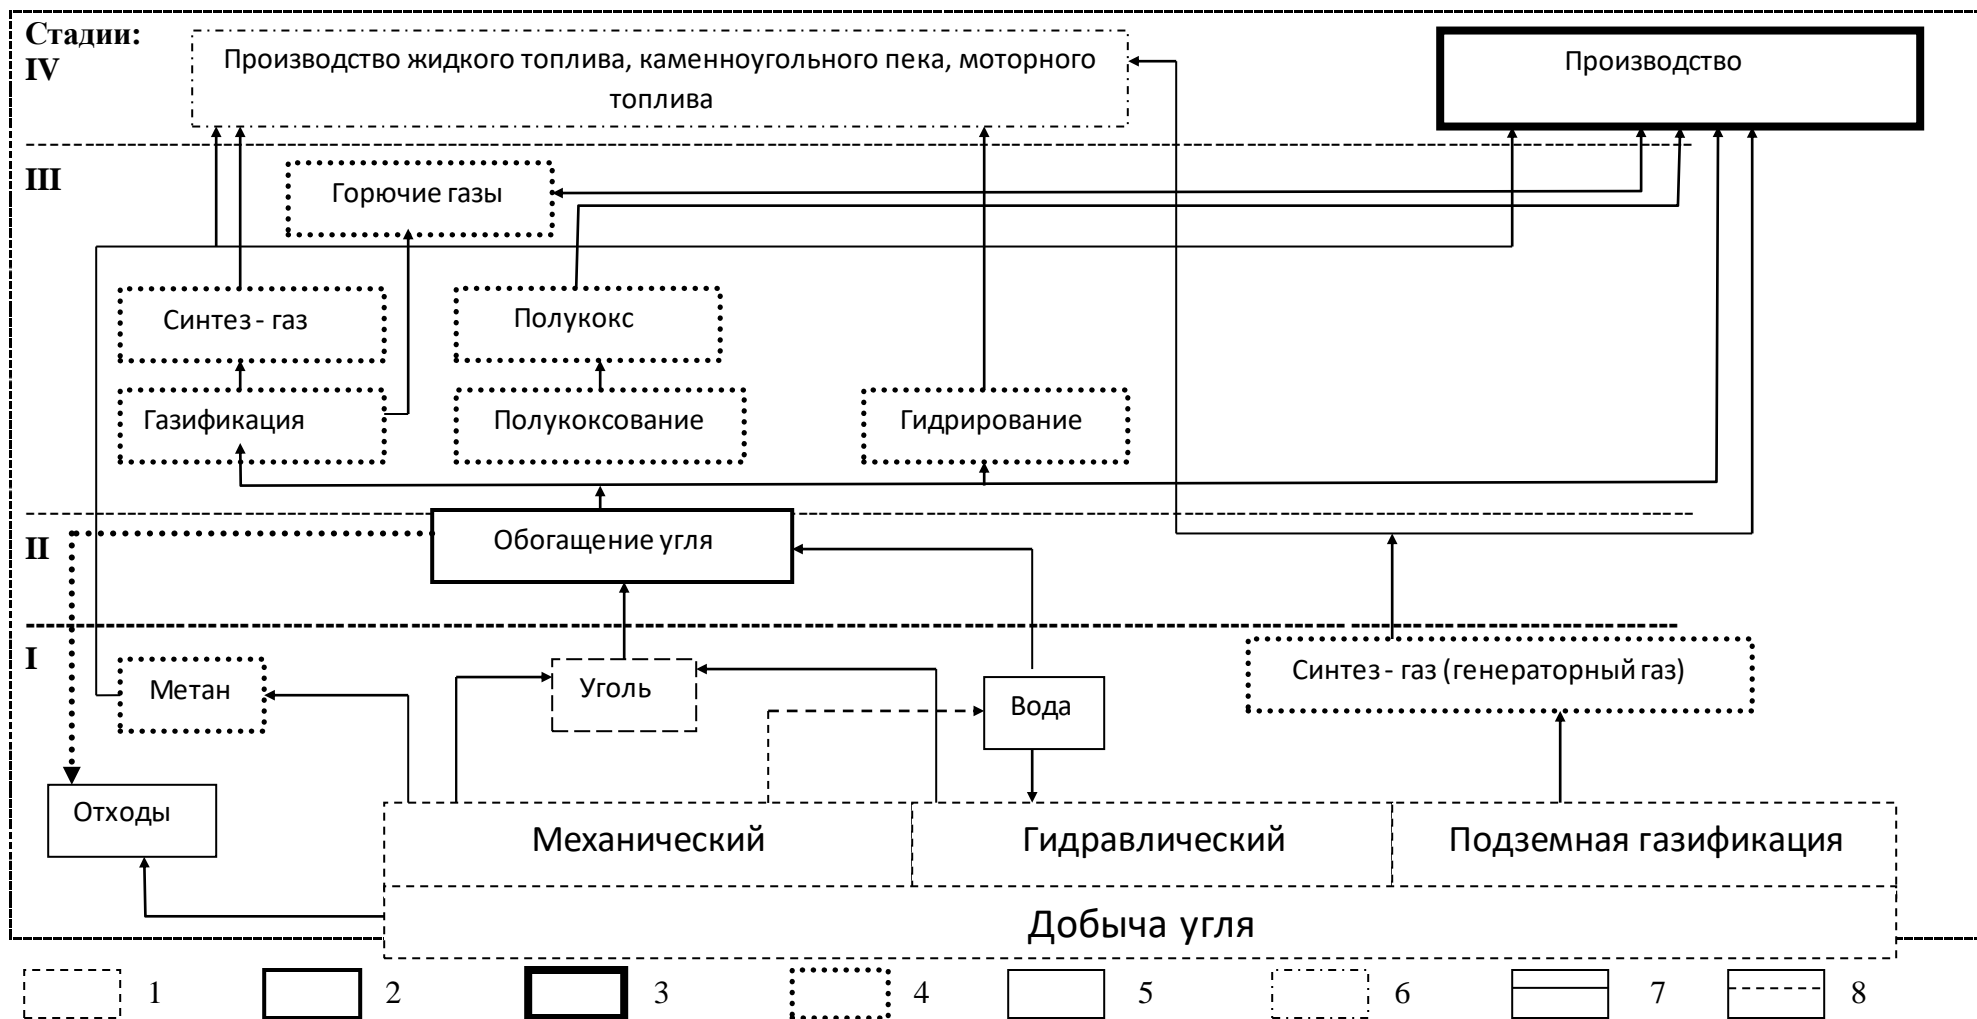 Стадии:
IV
Производство жидкого топлива, каменноугольного пека, моторного
топлива
Производство
III
Горючие газы
Синтез - газ
Полукокс
Газификация
Полукоксование
Гидрирование
II
Обогащение угля
I
Метан
Уголь
Вода
Синтез - газ (генераторный газ)
Отходы
Механический
Гидравлический
Подземная газификация
Добыча угля
1
2
3
4
5
6
7
8